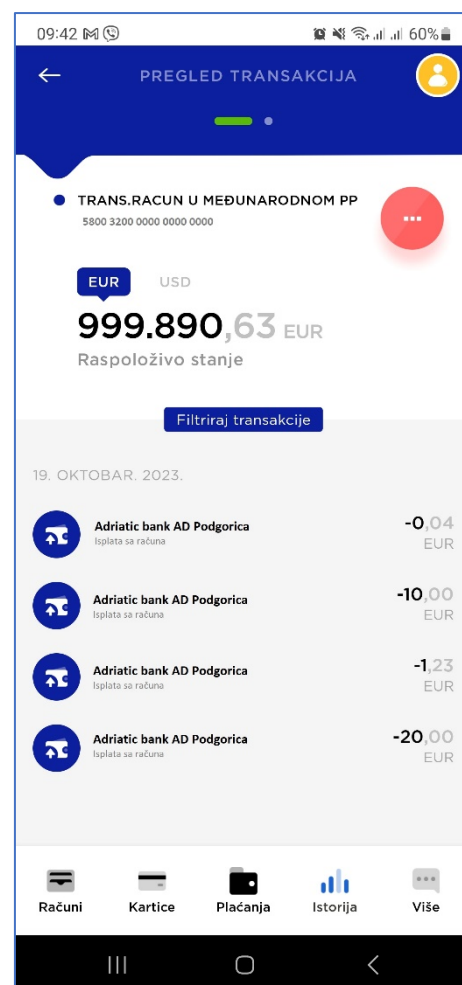 09:42 60%
PREGLED TRANSAKCIJA
TRANS.RACUN U MEĐUNARODNOM PP
5800 3200 0000 0000 0000
EUR USD
999.890,63 EUR
Raspoloživo stanje
Filtriraj transakcije
19. OKTOBAR. 2023.
Adriatic bank AD Podgorica -0,04
Isplata sa računa EUR
Adriatic bank AD Podgorica -10,00
Isplata sa računa EUR
Adriatic bank AD Podgorica -1,23
Isplata sa računa EUR
Adriatic bank AD Podgorica -20,00
Isplata sa računa EUR
Računi Kartice Plaćanja Istorija Više